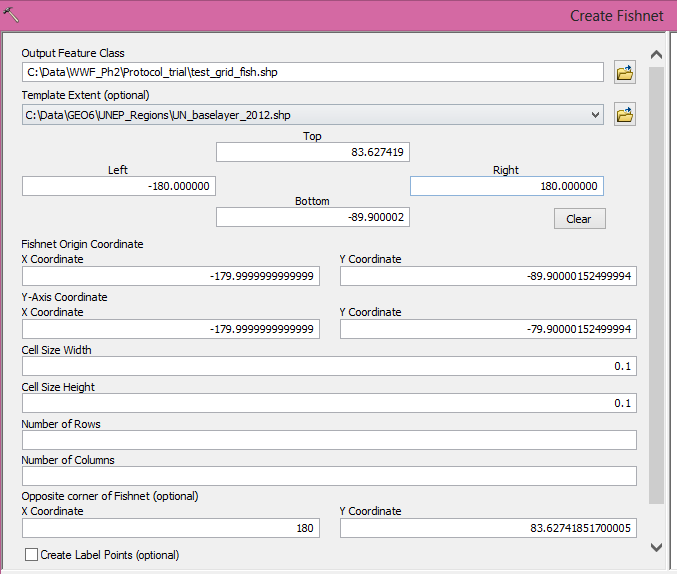 Create Fishnet
Output Feature Class
C:\Data\WWF_Ph2\Protocol_trial\test_grid_fish.shp
Template Extent (optional)
C:\Data\GEO6\UNEP_Regions\UN_baselayer_2012.shp
Top
83.627419
Left Right
-180.000000 180.000000
Bottom
-89.900002
Clear
Fishnet Origin Coordinate
X Coordinate Y Coordinate
-179.9999999999999 -89.90000152499994
Y-Axis Coordinate
X Coordinate Y Coordinate
-179.9999999999999 -79.90000152499994
Cell Size Width
0.1
Cell Size Height
0.1
Number of Rows
Number of Columns
Opposite corner of Fishnet (optional)
X Coordinate Y Coordinate
180 83.62741851700005
Create Label Points (optional)